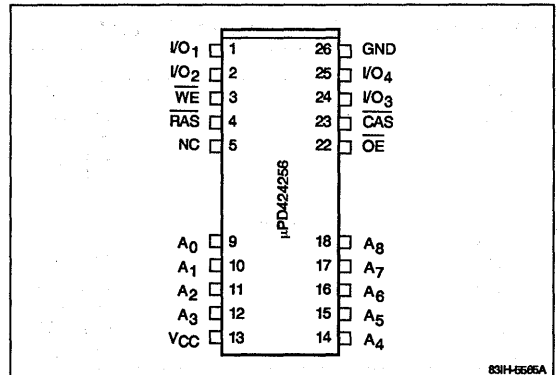 I/O1 1 26 GND
I/O2 2 25 I/O4
WE 3 24 I/O3
RAS 4 23 CAS
NC 5 22 OE
μPD424256
A0 9 18 A8
A1 10 17 A7
A2 11 16 A6
A3 12 15 A5
VCC 13 14 A4
83IH-5565A